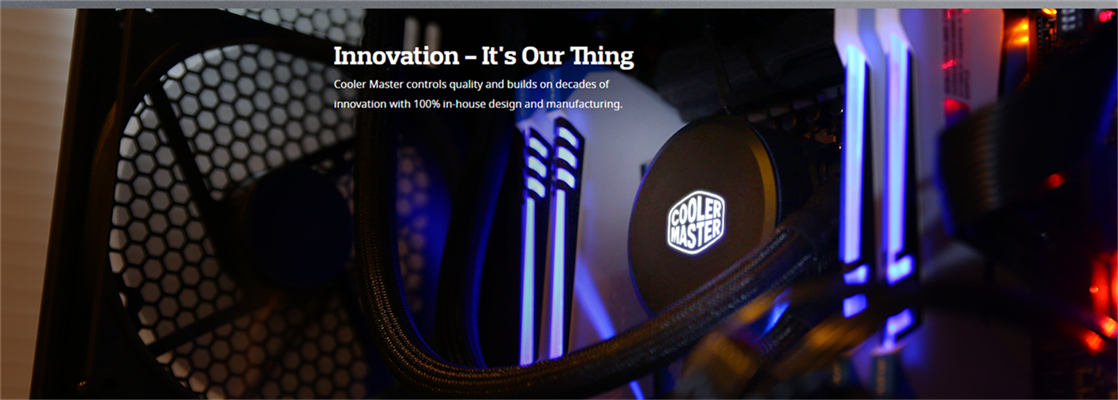 Innovation – It's Our Thing
Cooler Master controls quality and builds on decades of
innovation with 100% in-house design and manufacturing.
COOLER
MASTER